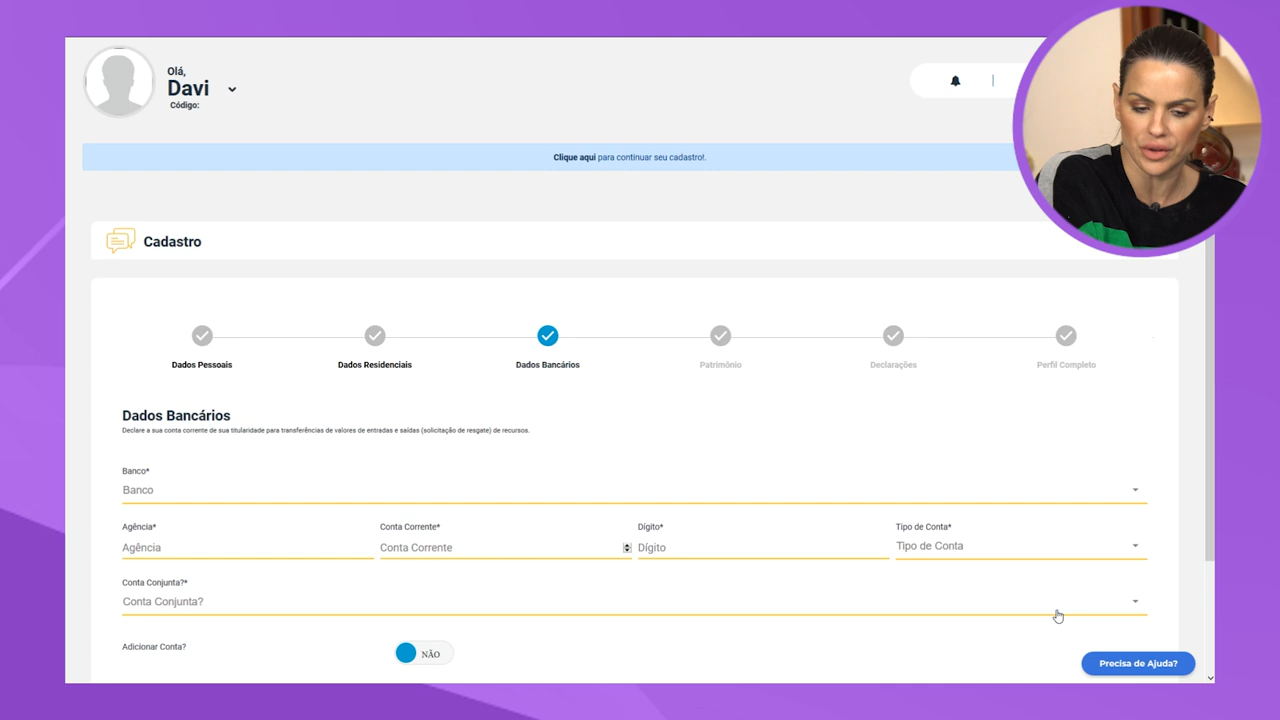 Olá,
Davi
Código:
Clique aqui para continuar seu cadastro!.
Cadastro
Dados Pessoais
Dados Residenciais
Dados Bancários
Patrimônio
Declarações
Perfil Completo
Dados Bancários
Declare a sua conta corrente de sua titularidade para transferências de valores de entradas e saídas (solicitação de resgate) de recursos.
Banco*
Banco
Agência* Conta Corrente* Dígito* Tipo de Conta*
Agência Conta Corrente Dígito Tipo de Conta
Conta Conjunta?*
Conta Conjunta?
Adicionar Conta? NÃO
Precisa de Ajuda?